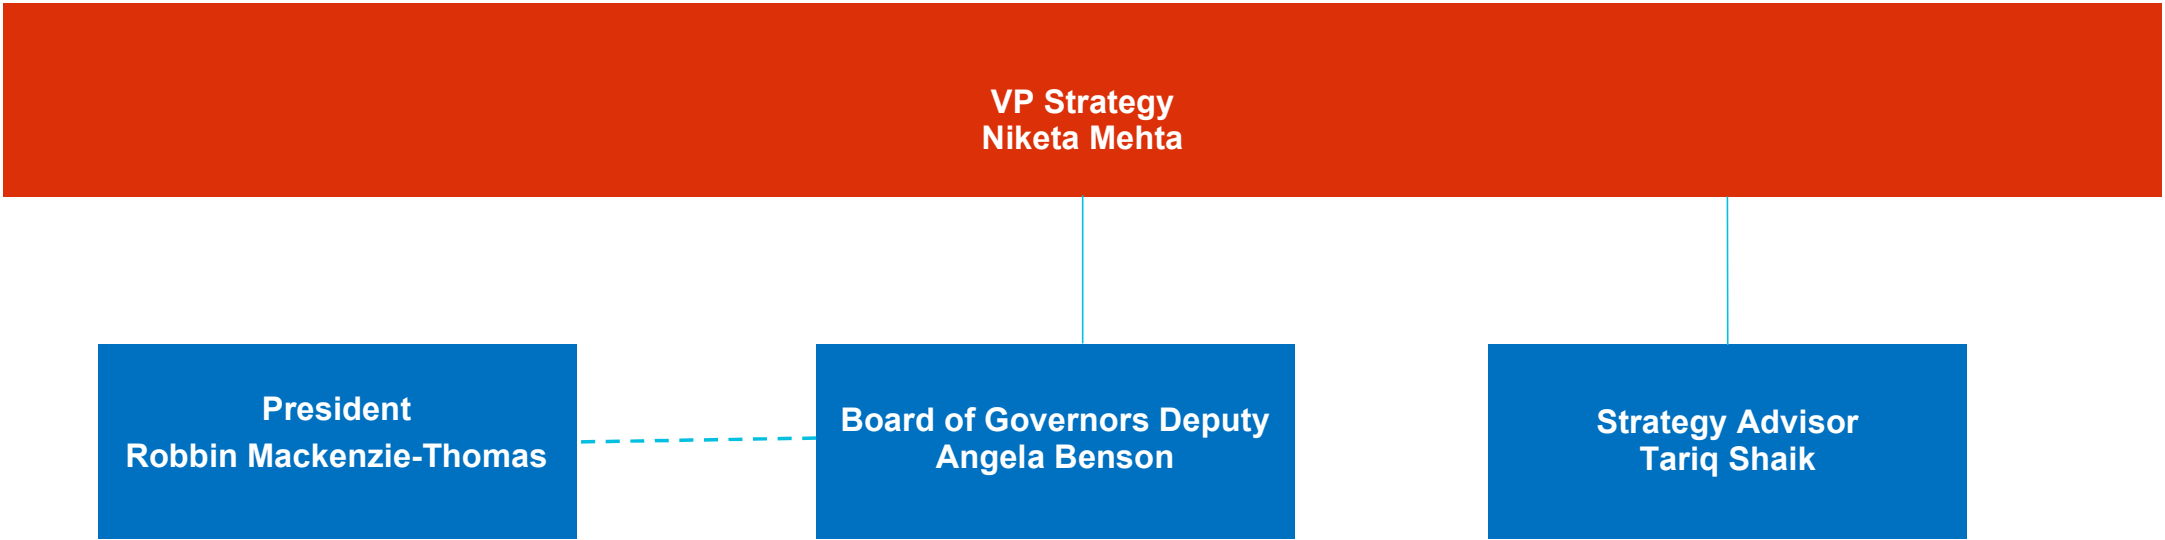 VP Strategy
Niketa Mehta
President
Robbin Mackenzie-Thomas
Board of Governors Deputy
Angela Benson
Strategy Advisor
Tariq Shaik